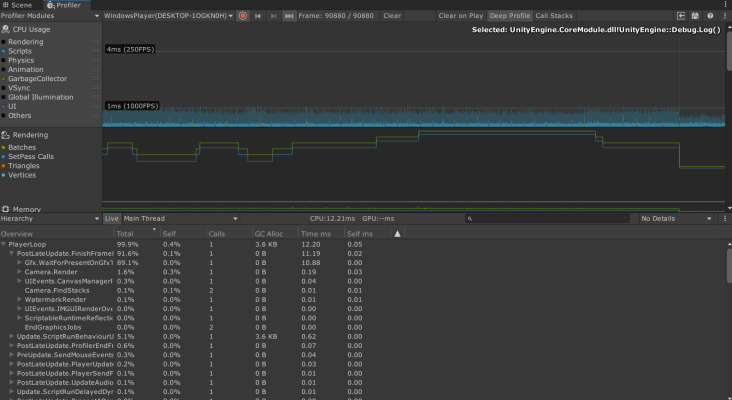 Scene Profiler
Profiler Modules WindowsPlayer(DESKTOP-1OGKN0H) Frame: 90880 / 90880 Clear Clear on Play Deep Profile Call Stacks
CPU Usage
Rendering
Scripts
Physics
Animation
GarbageCollector
VSync
Global Illumination
UI
Others
Selected: UnityEngine.CoreModule.dll!UnityEngine::Debug.Log()
4ms (250FPS)
1ms (1000FPS)
Rendering
Batches
SetPass Calls
Triangles
Vertices
Memory
Hierarchy Live Main Thread CPU:12.21ms GPU:--ms No Details
Overview Total Self Calls GC Alloc Time ms Self ms
PlayerLoop 99.9% 0.4% 1 3.6 KB 12.20 0.05
PostLateUpdate.FinishFrameI 91.6% 0.1% 1 0 B 11.19 0.02
Gfx.WaitForPresentOnGfxT 89.1% 0.0% 1 0 B 10.88 0.00
Camera.Render 1.6% 0.3% 1 0 B 0.19 0.03
UIEvents.CanvasManagerF 0.3% 0.0% 1 0 B 0.04 0.00
Camera.FindStacks 0.1% 0.1% 2 0 B 0.01 0.01
WatermarkRender 0.1% 0.0% 1 0 B 0.01 0.00
UIEvents.IMGUIRenderOve 0.0% 0.0% 1 0 B 0.00 0.00
ScriptableRuntimeReflectio 0.0% 0.0% 1 0 B 0.00 0.00
EndGraphicsJobs 0.0% 0.0% 2 0 B 0.00 0.00
Update.ScriptRunBehaviourU 5.1% 0.0% 1 3.6 KB 0.62 0.00
PostLateUpdate.ProfilerEndFr 0.6% 0.0% 1 0 B 0.07 0.00
PreUpdate.SendMouseEvents 0.3% 0.0% 1 0 B 0.04 0.00
PostLateUpdate.PlayerUpdate 0.2% 0.0% 1 0 B 0.03 0.00
PostLateUpdate.PlayerSendF 0.1% 0.0% 1 0 B 0.01 0.00
PostLateUpdate.UpdateAudio 0.1% 0.0% 1 0 B 0.01 0.00
Update.ScriptRunDelayedDyn 0.1% 0.0% 1 0 B 0.01 0.00